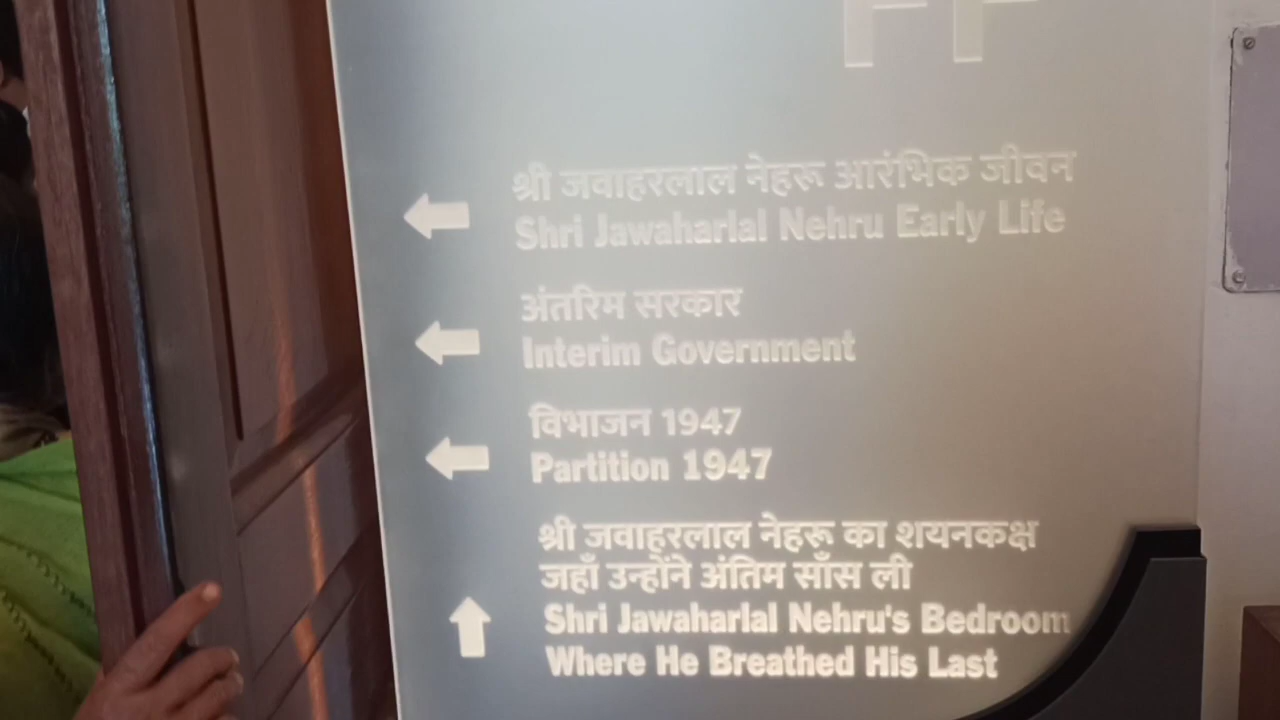 श्री जवाहरलाल नेहरू आरंभिक जीवन
Shri Jawaharlal Nehru Early Life
अंतरिम सरकार
Interim Government
विभाजन 1947
Partition 1947
श्री जवाहरलाल नेहरू का शयनकक्ष
जहाँ उन्होंने अंतिम साँस ली
Shri Jawaharlal Nehru's Bedroom
Where He Breathed His Last